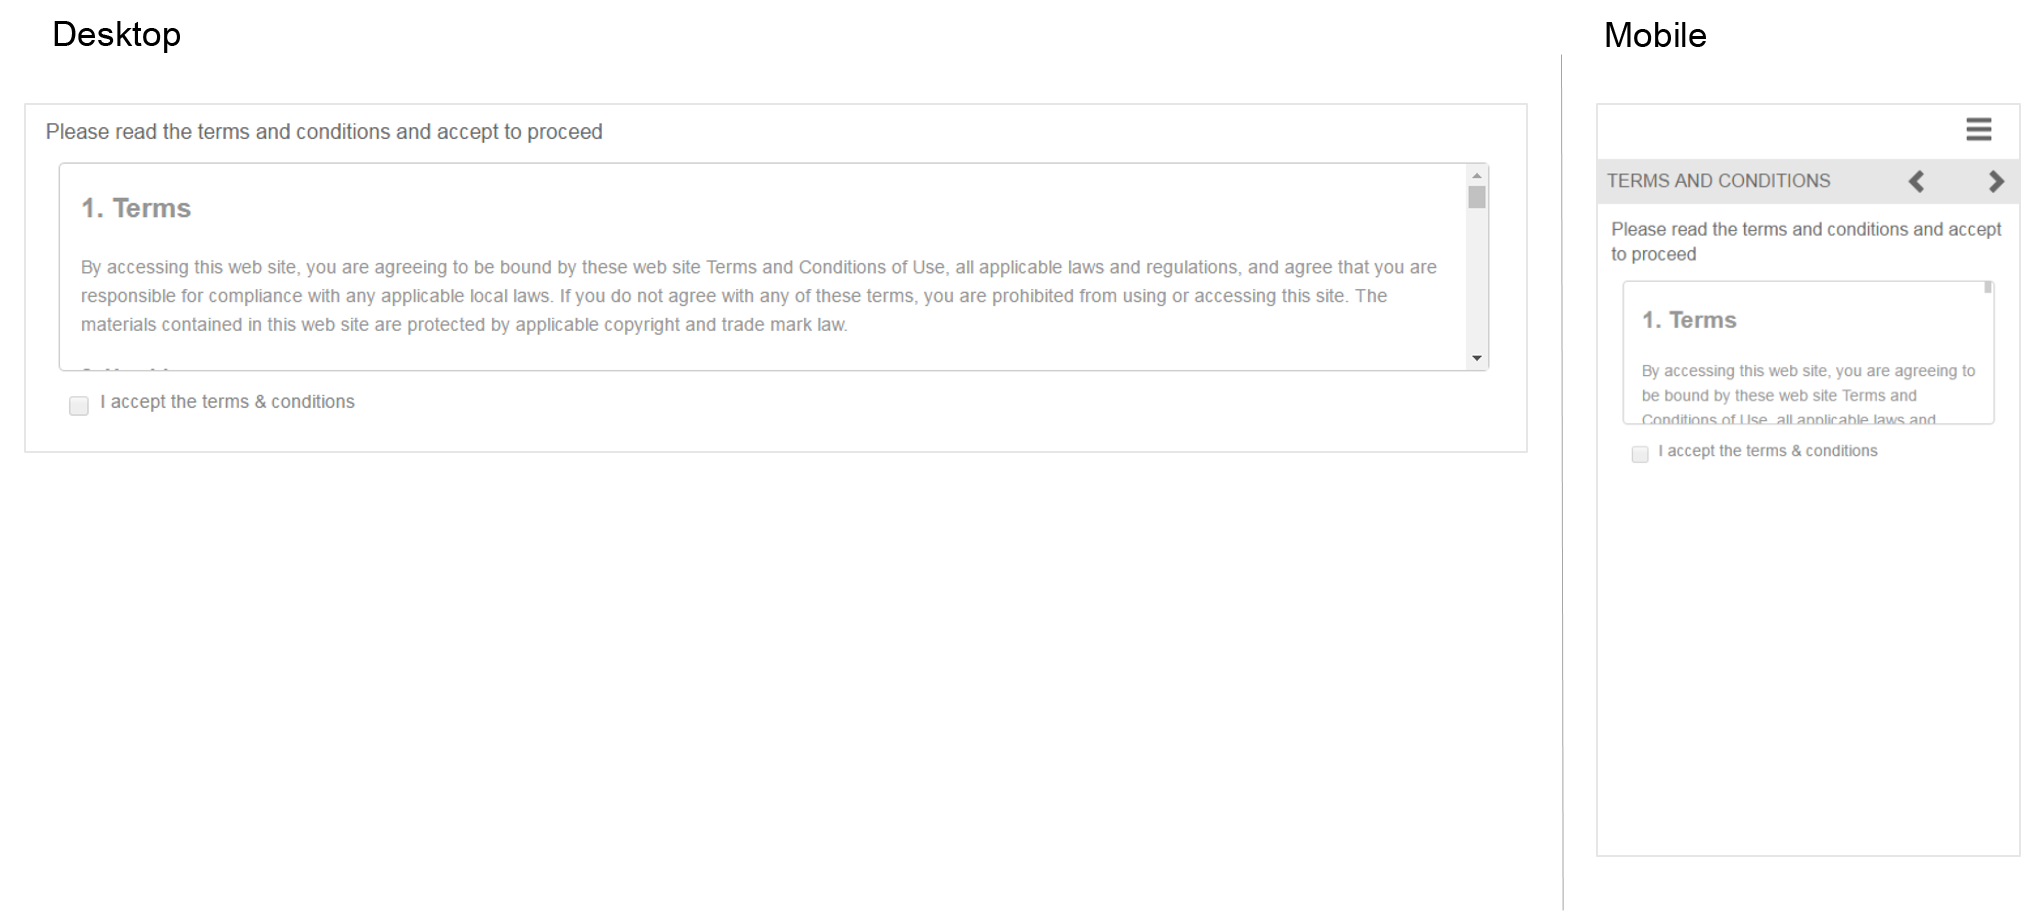 Desktop
Please read the terms and conditions and accept to proceed
1. Terms
By accessing this web site, you are agreeing to be bound by these web site Terms and Conditions of Use, all applicable laws and regulations, and agree that you are
responsible for compliance with any applicable local laws. If you do not agree with any of these terms, you are prohibited from using or accessing this site. The
materials contained in this web site are protected by applicable copyright and trade mark law.
I accept the terms & conditions
Mobile
TERMS AND CONDITIONS
Please read the terms and conditions and accept
to proceed
1. Terms
By accessing this web site, you are agreeing to
be bound by these web site Terms and
Conditions of Use, all applicable laws and
I accept the terms & conditions